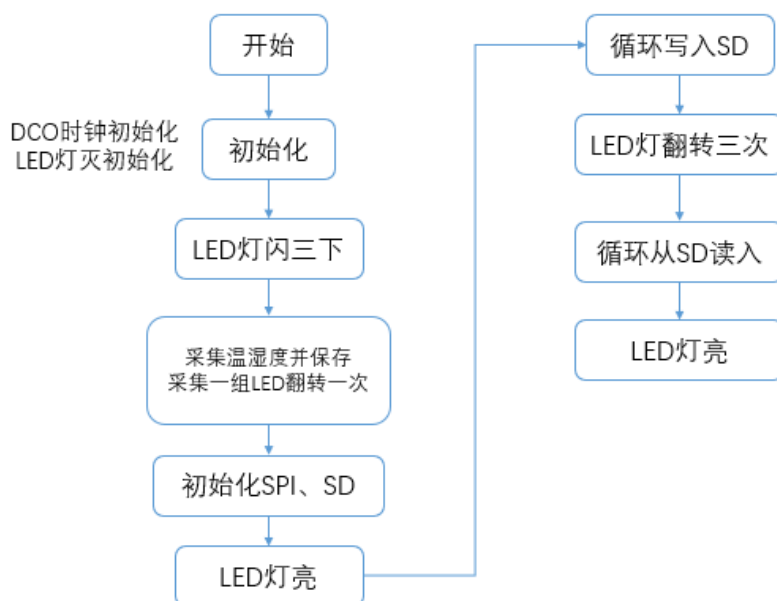 开始
DCO时钟初始化
LED灯灭初始化
初始化
LED灯闪三下
采集温湿度并保存
采集一组LED翻转一次
初始化SPI、SD
LED灯亮
循环写入SD
LED灯翻转三次
循环从SD读入
LED灯亮